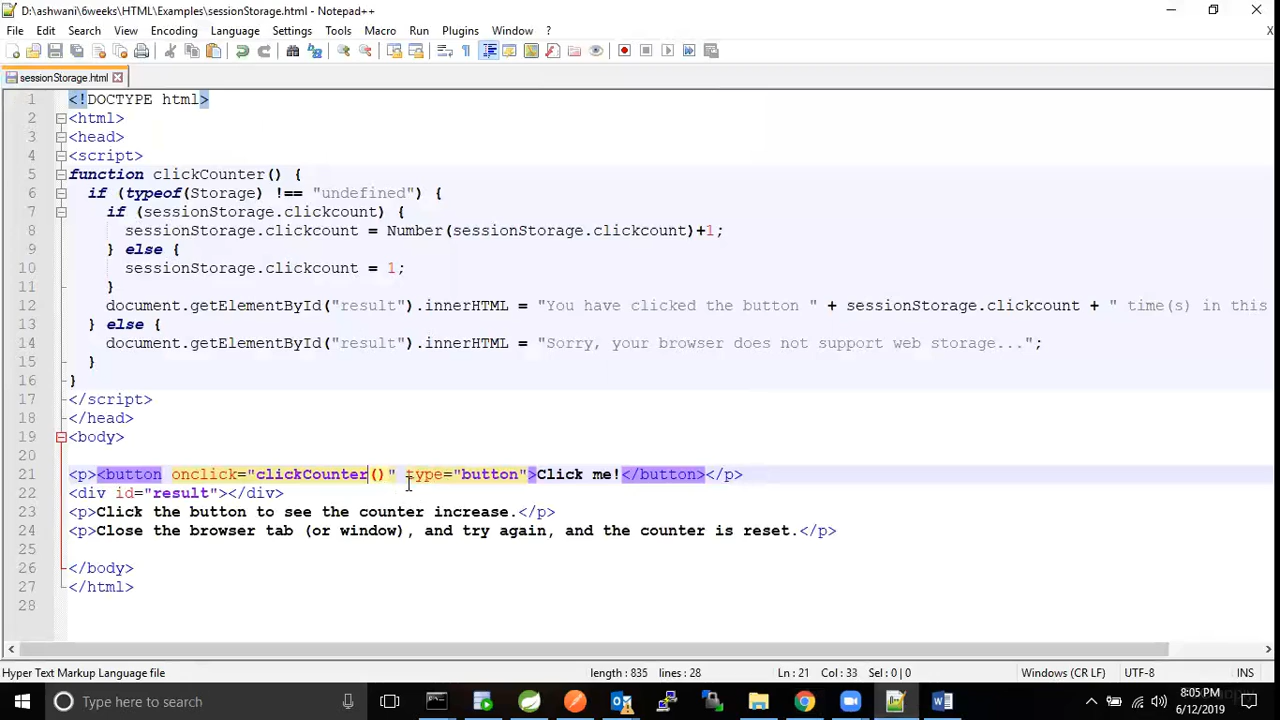 D:\ashwani\6weeks\HTML\Examples\sessionStorage.html - Notepad++
File Edit Search View Encoding Language Settings Tools Macro Run Plugins Window ? X
sessionStorage.html
1 <!DOCTYPE html>
2 <html>
3 <head>
4 <script>
5 function clickCounter() {
6 if (typeof(Storage) !== "undefined") {
7 if (sessionStorage.clickcount) {
8 sessionStorage.clickcount = Number(sessionStorage.clickcount)+1;
9 } else {
10 sessionStorage.clickcount = 1;
11 }
12 document.getElementById("result").innerHTML = "You have clicked the button " + sessionStorage.clickcount + " time(s) in this
13 } else {
14 document.getElementById("result").innerHTML = "Sorry, your browser does not support web storage...";
15 }
16 }
17 </script>
18 </head>
19 <body>
20
21 <p><button onclick="clickCounter()" type="button">Click me!</button></p>
22 <div id="result"></div>
23 <p>Click the button to see the counter increase.</p>
24 <p>Close the browser tab (or window), and try again, and the counter is reset.</p>
25
26 </body>
27 </html>
28
Hyper Text Markup Language file length : 835 lines : 28 Ln : 21 Col : 33 Sel : 0 | 0 Windows (CR LF) UTF-8 INS
Type here to search
8:05 PM
6/12/2019